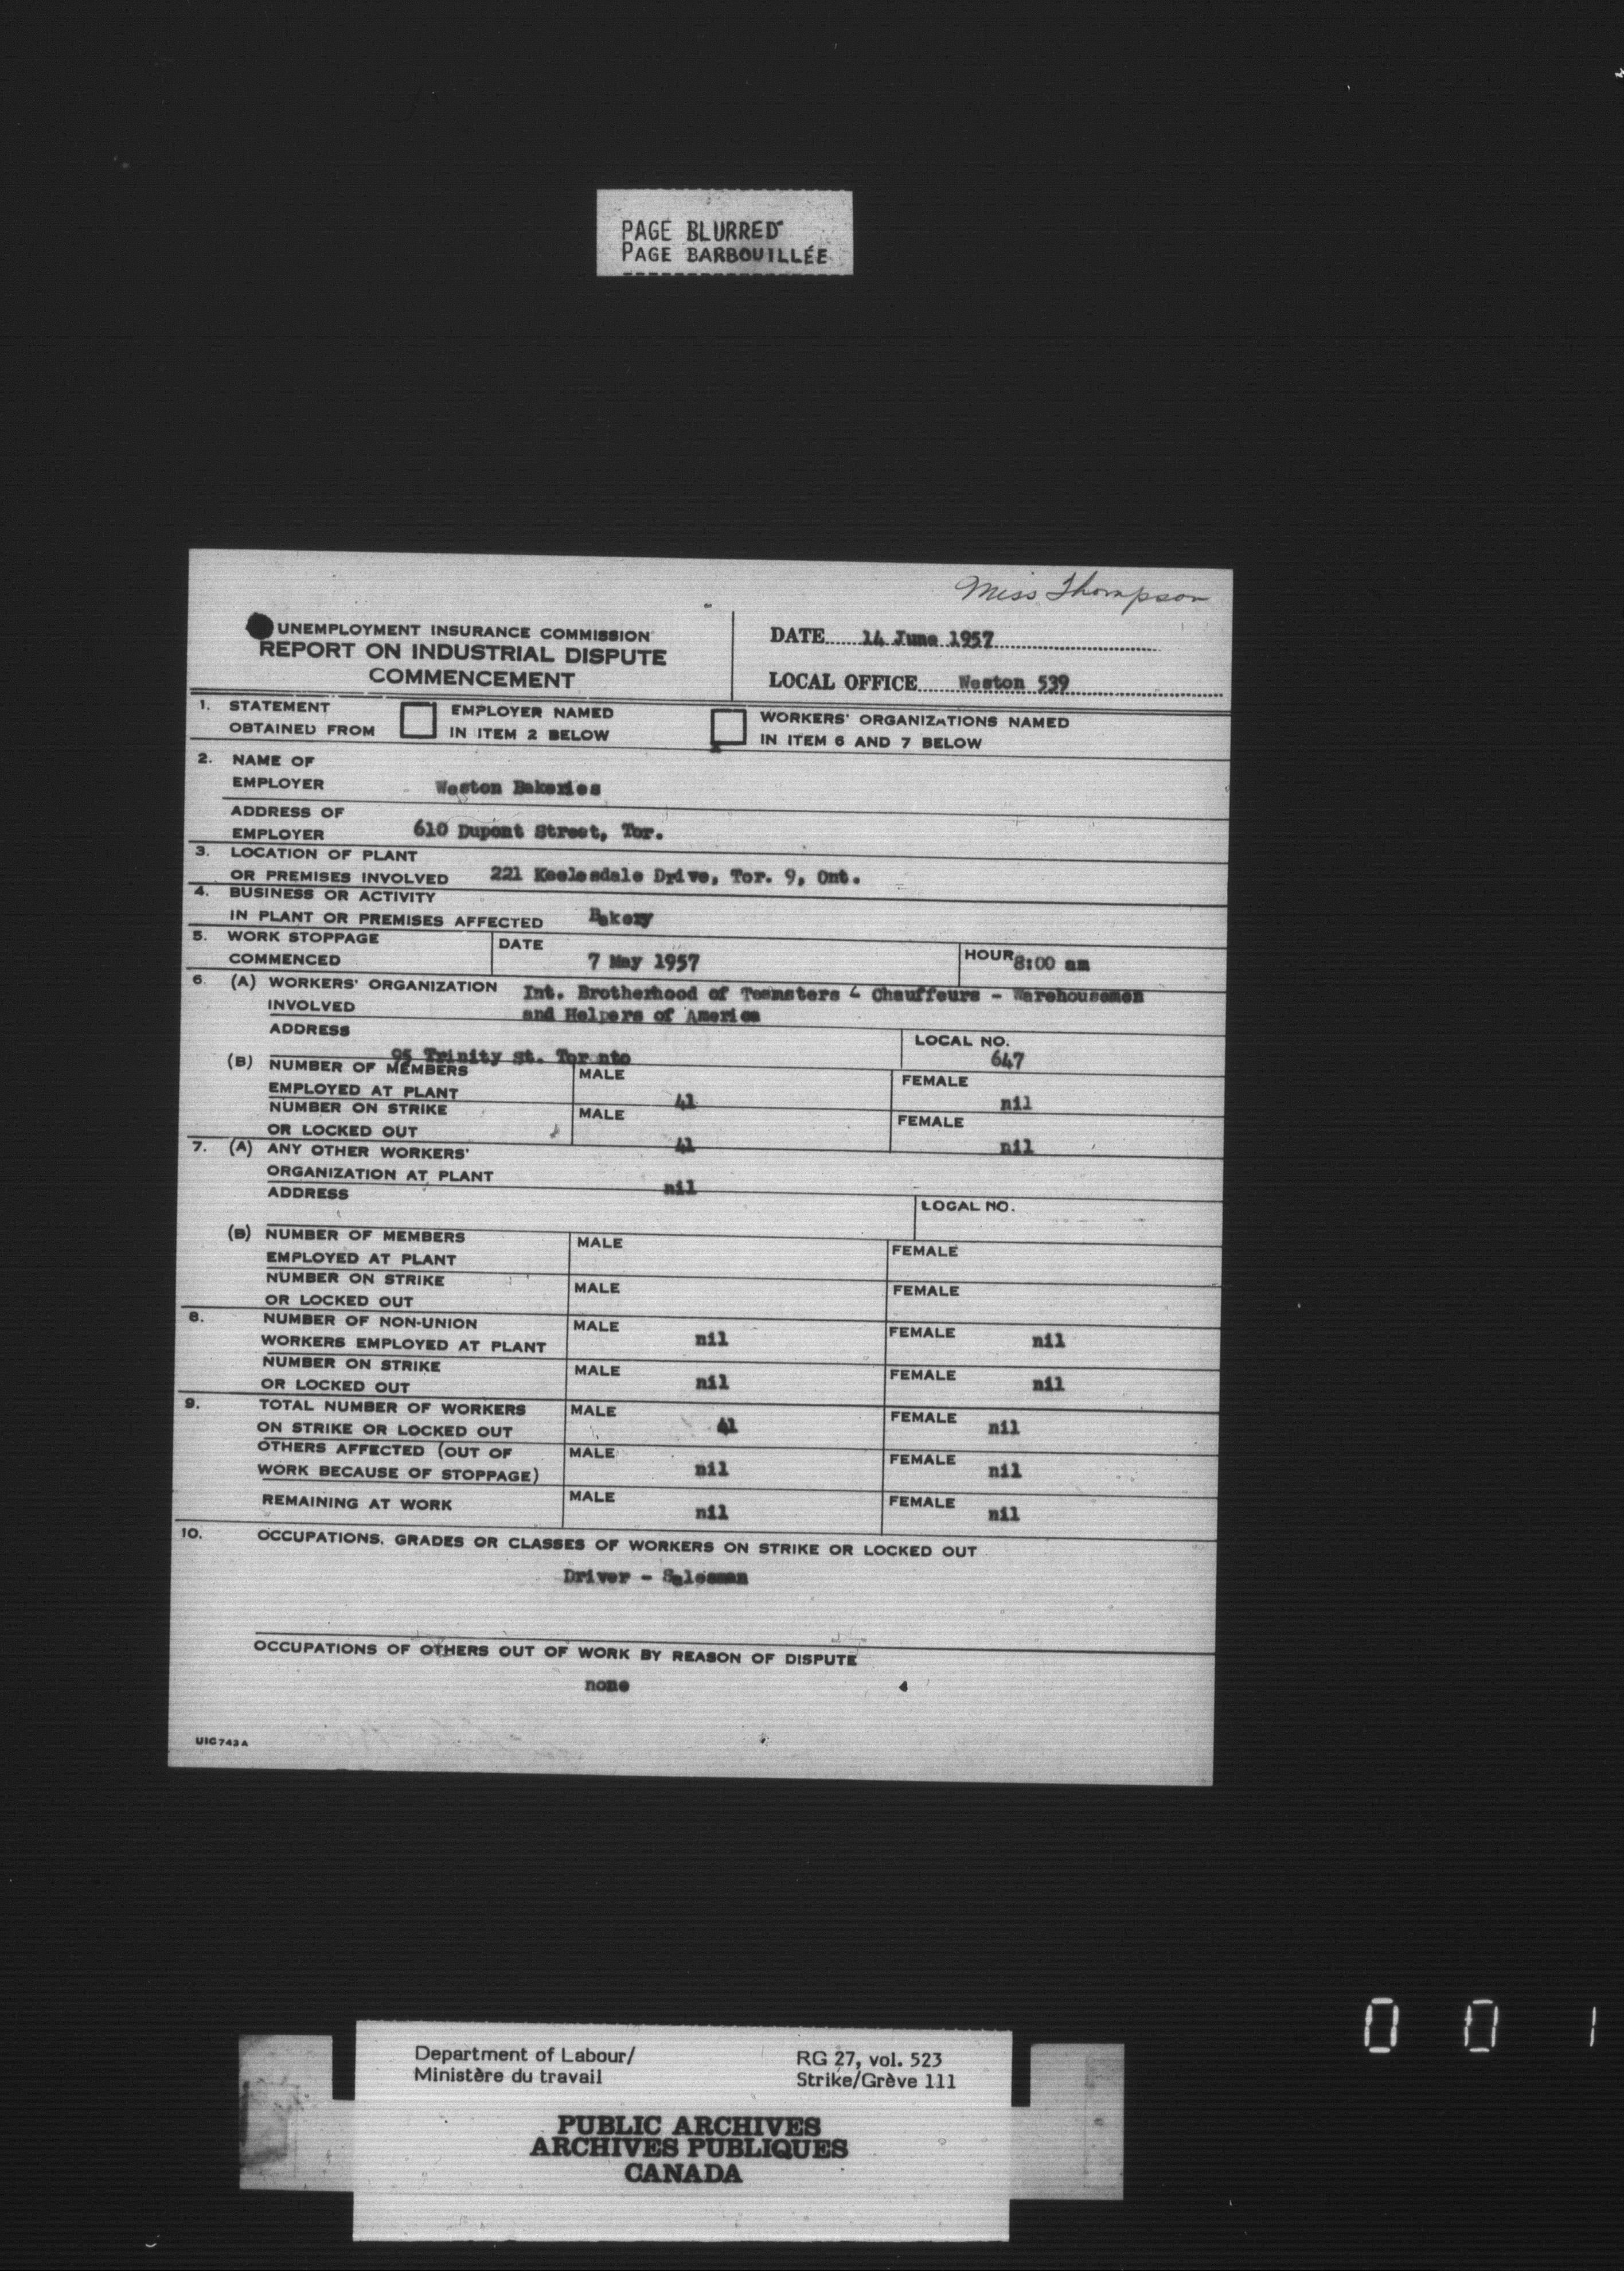 PAGE BLURRED
PAGE BARBOUILLÉE
Miss Thompson
UNEMPLOYMENT INSURANCE COMMISSION
REPORT ON INDUSTRIAL DISPUTE
COMMENCEMENT
DATE 14 June 1957
LOCAL OFFICE Weston 539
1. STATEMENT OBTAINED FROM
EMPLOYER NAMED
IN ITEM 2 BELOW
WORKERS' ORGANIZATIONS NAMED
IN ITEM 6 AND 7 BELOW
2. NAME OF
EMPLOYER Weston Bakeries
ADDRESS OF
EMPLOYER 610 Dupont Street, Tor.
3. LOCATION OF PLANT
OR PREMISES INVOLVED 221 Keelesdale Drive, Tor. 9, Ont.
4. BUSINESS OR ACTIVITY
IN PLANT OR PREMISES AFFECTED Bakery
5. WORK STOPPAGE
COMMENCED
DATE
7 May 1957
HOUR 8:00 am
6. (A) WORKERS' ORGANIZATION
INVOLVED
Int. Brotherhood of Teamsters - Chauffeurs - Warehousemen
and Helpers of America
ADDRESS
95 Trinity St. Toronto
LOCAL NO.
647
(B) NUMBER OF MEMBERS
EMPLOYED AT PLANT
MALE 41
FEMALE nil
NUMBER ON STRIKE
OR LOCKED OUT
MALE 41
FEMALE nil
7. (A) ANY OTHER WORKERS'
ORGANIZATION AT PLANT nil
ADDRESS
LOCAL NO.
(B) NUMBER OF MEMBERS
EMPLOYED AT PLANT
MALE
FEMALE
NUMBER ON STRIKE
OR LOCKED OUT
MALE
FEMALE
8. NUMBER OF NON-UNION
WORKERS EMPLOYED AT PLANT
MALE nil
FEMALE nil
NUMBER ON STRIKE
OR LOCKED OUT
MALE nil
FEMALE nil
9. TOTAL NUMBER OF WORKERS
ON STRIKE OR LOCKED OUT
MALE 41
FEMALE nil
OTHERS AFFECTED (OUT OF
WORK BECAUSE OF STOPPAGE)
MALE nil
FEMALE nil
REMAINING AT WORK
MALE nil
FEMALE nil
10. OCCUPATIONS, GRADES OR CLASSES OF WORKERS ON STRIKE OR LOCKED OUT
Driver - Salesman
OCCUPATIONS OF OTHERS OUT OF WORK BY REASON OF DISPUTE
none
UIC 743 A
001
Department of Labour/
Ministère du travail
RG 27, vol. 523
Strike/Grève 111
PUBLIC ARCHIVES
ARCHIVES PUBLIQUES
CANADA